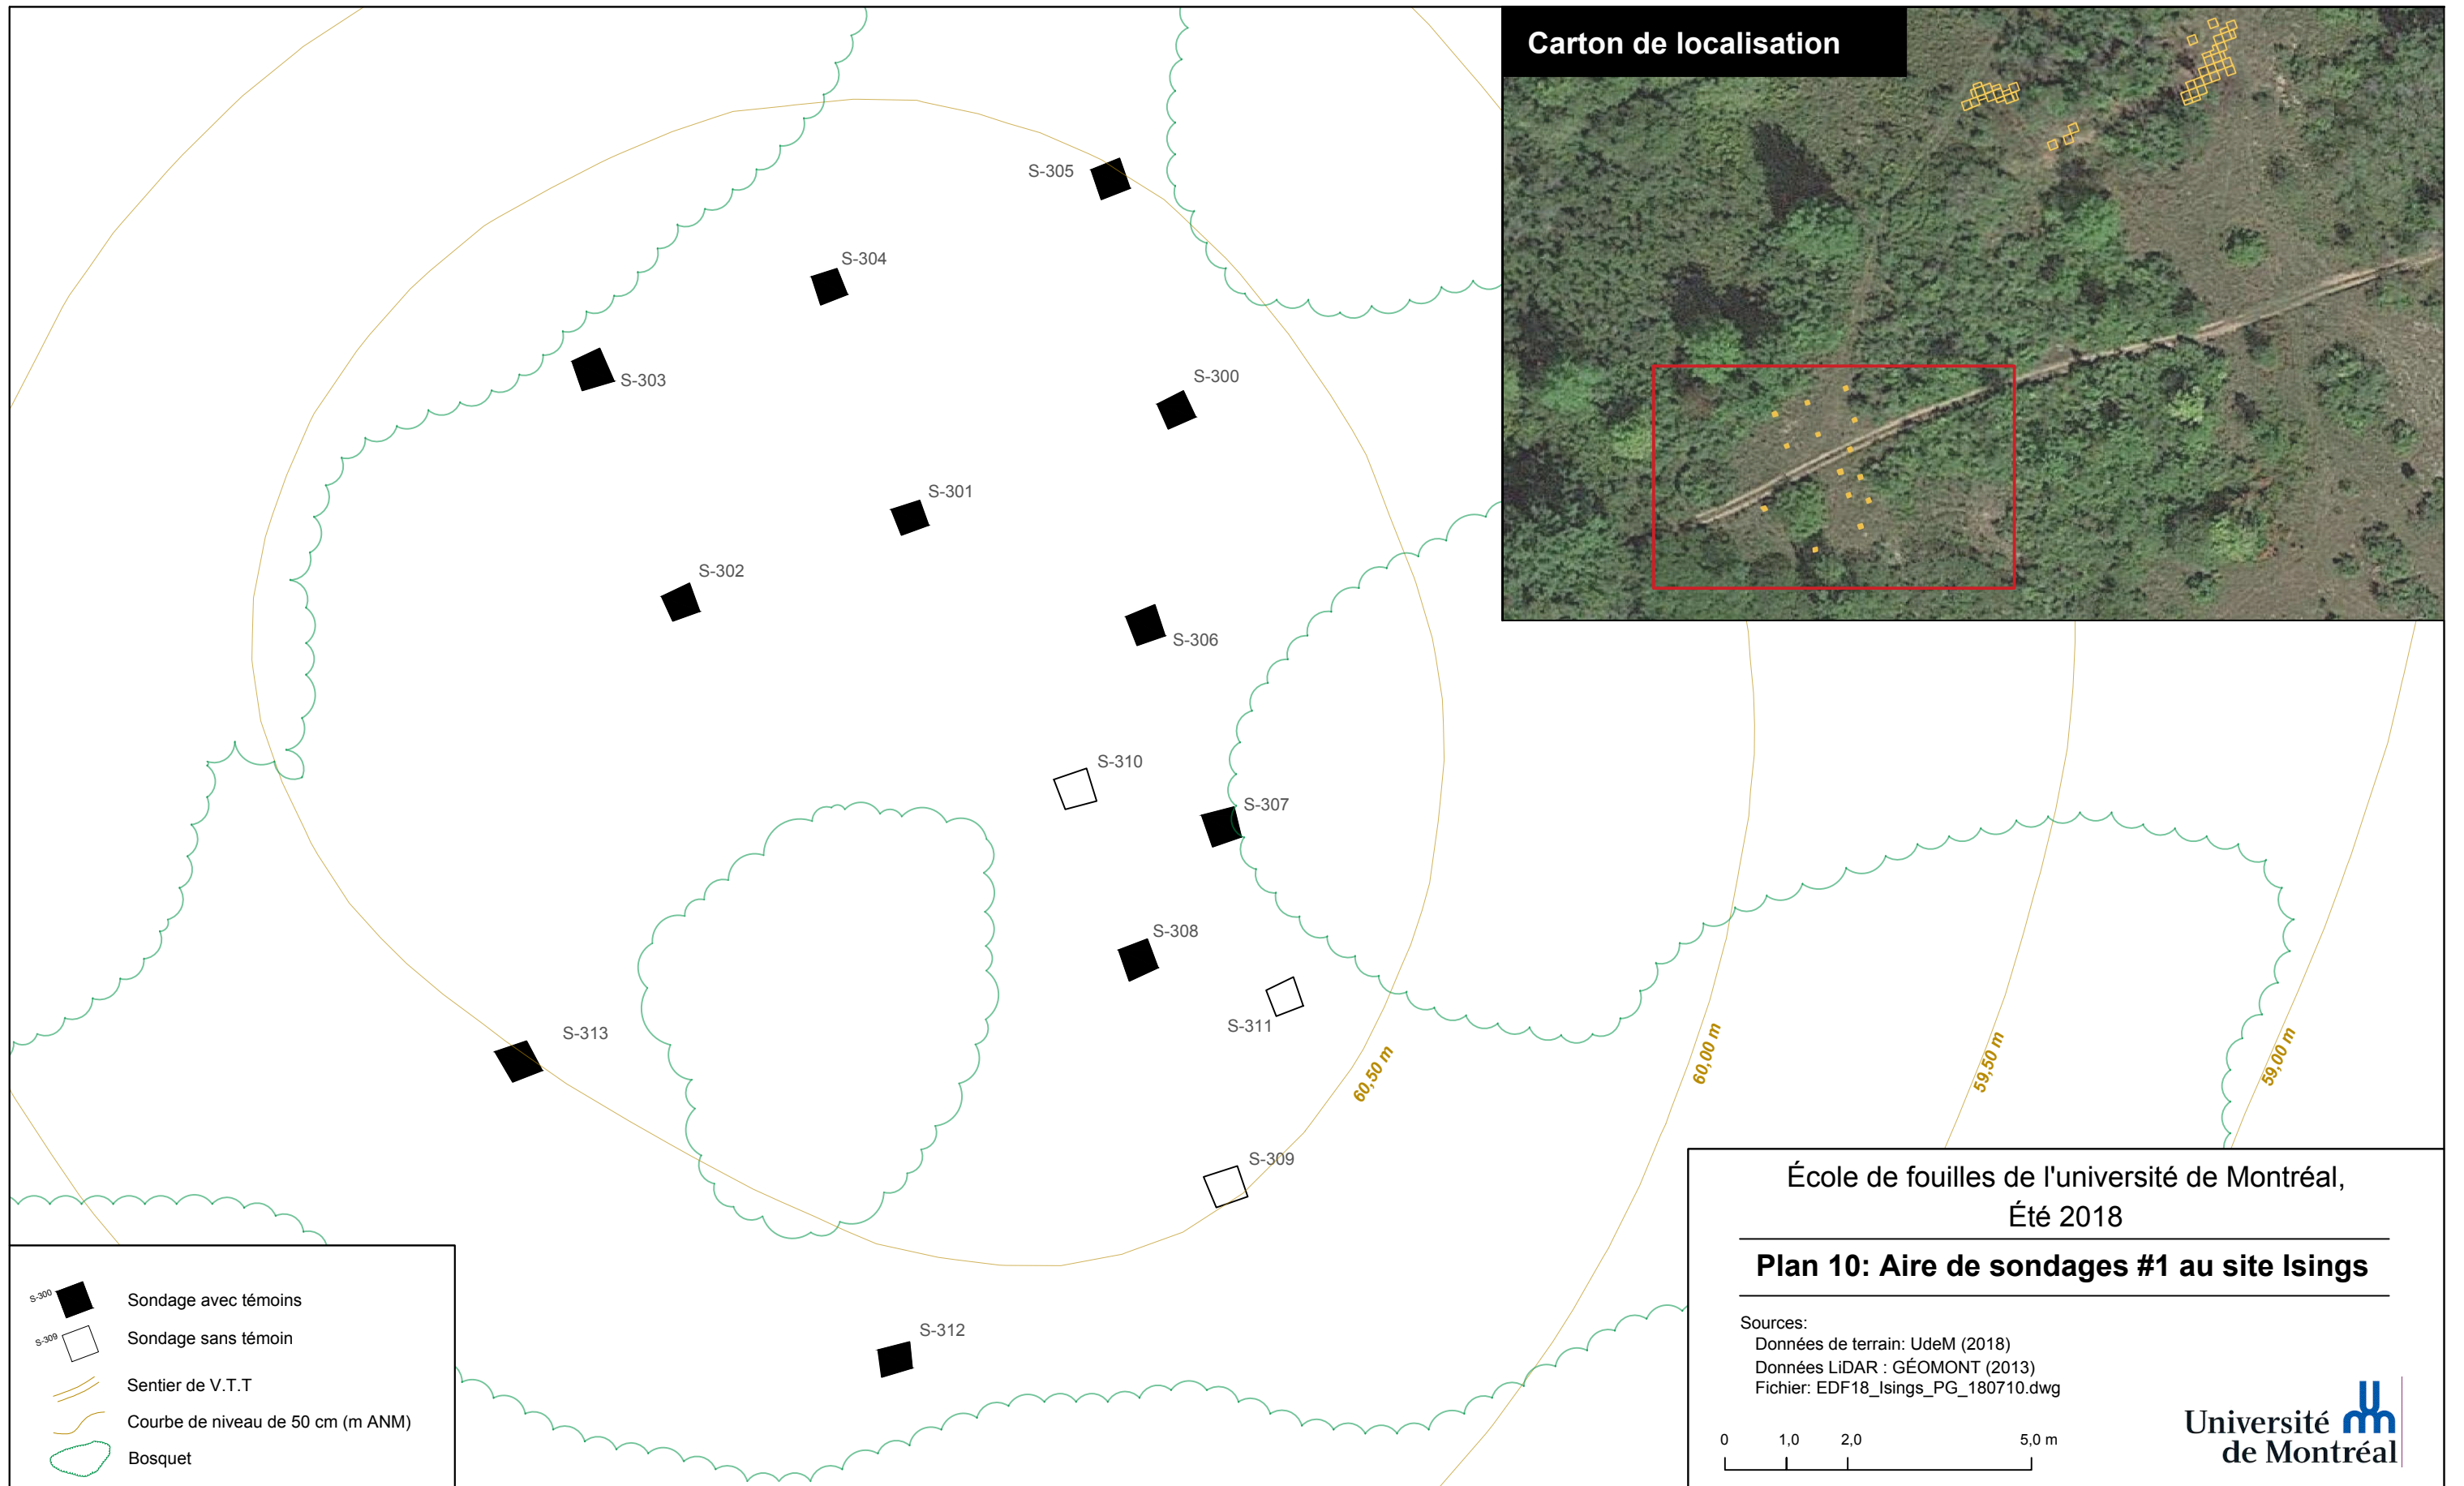 Carton de localisation
S-305
S-304
S-303
S-300
S-301
S-302
S-306
S-310
S-307
S-308
S-311
S-313
S-309
S-312
60,50 m
60,00 m
59,50 m
59,00 m
S-300
Sondage avec témoins
S-309
Sondage sans témoin
Sentier de V.T.T
Courbe de niveau de 50 cm (m ANM)
Bosquet
École de fouilles de l'université de Montréal,
Été 2018
Plan 10: Aire de sondages #1 au site Isings
Sources:
Données de terrain: UdeM (2018)
Données LiDAR : GÉOMONT (2013)
Fichier: EDF18_Isings_PG_180710.dwg
0 1,0 2,0 5,0 m
Université
de Montréal